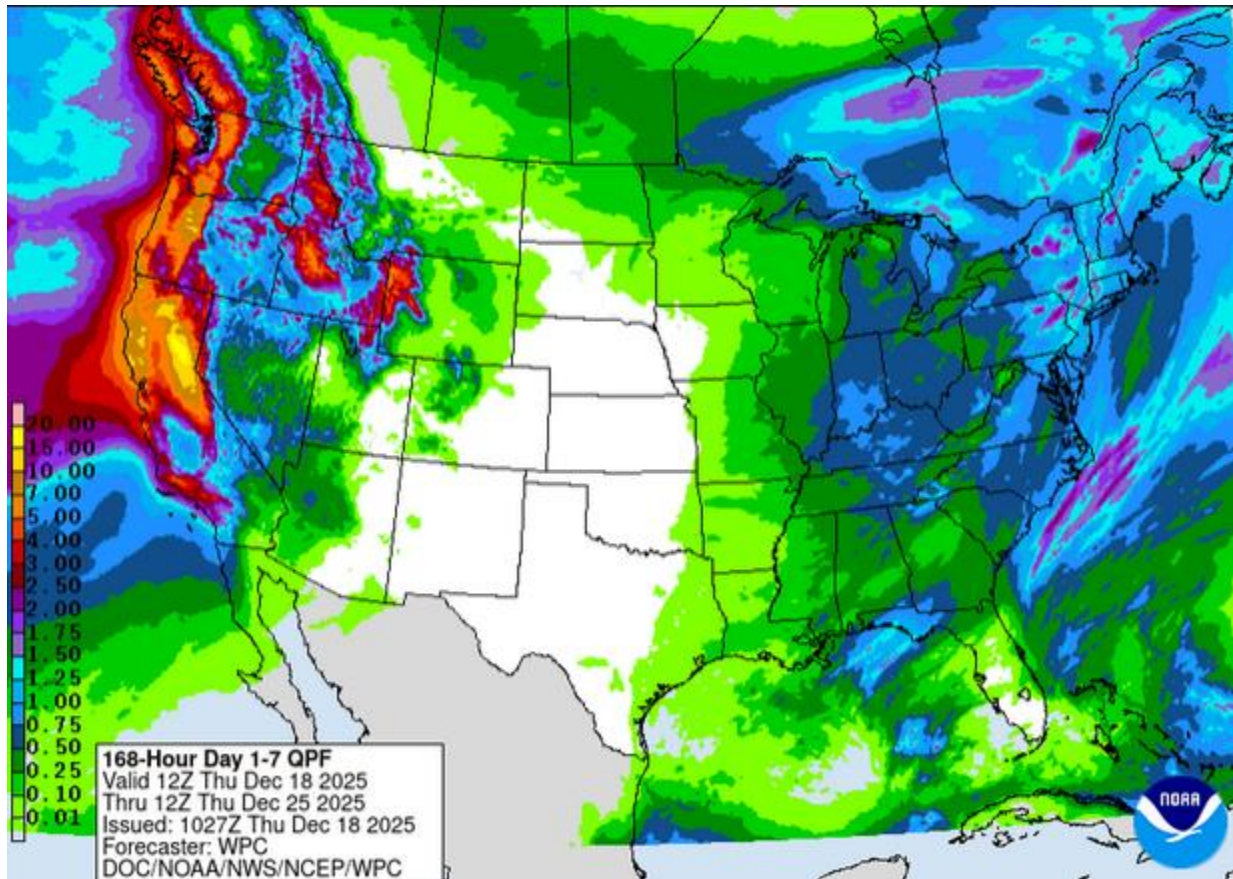 20.00
15.00
10.00
7.00
5.00
4.00
3.00
2.50
2.00
1.75
1.50
1.25
1.00
0.75
0.50
0.25
0.10
0.01
168-Hour Day 1-7 QPF
Valid 12Z Thu Dec 18 2025
Thru 12Z Thu Dec 25 2025
Issued: 1027Z Thu Dec 18 2025
Forecaster: WPC
DOC/NOAA/NWS/NCEP/WPC
NOAA